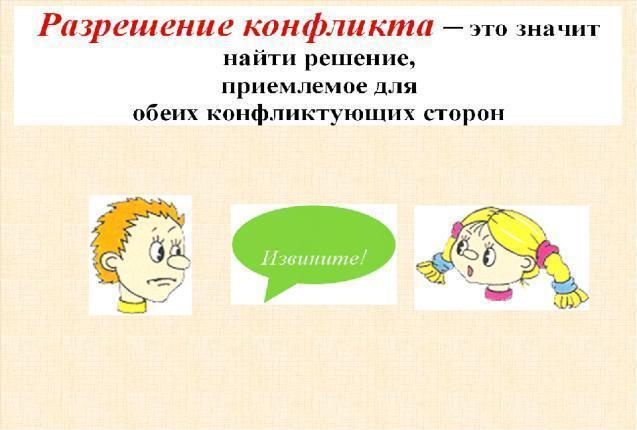 Разрешение конфликта — это значит
найти решение,
приемлемое для
обеих конфликтующих сторон
Извините!